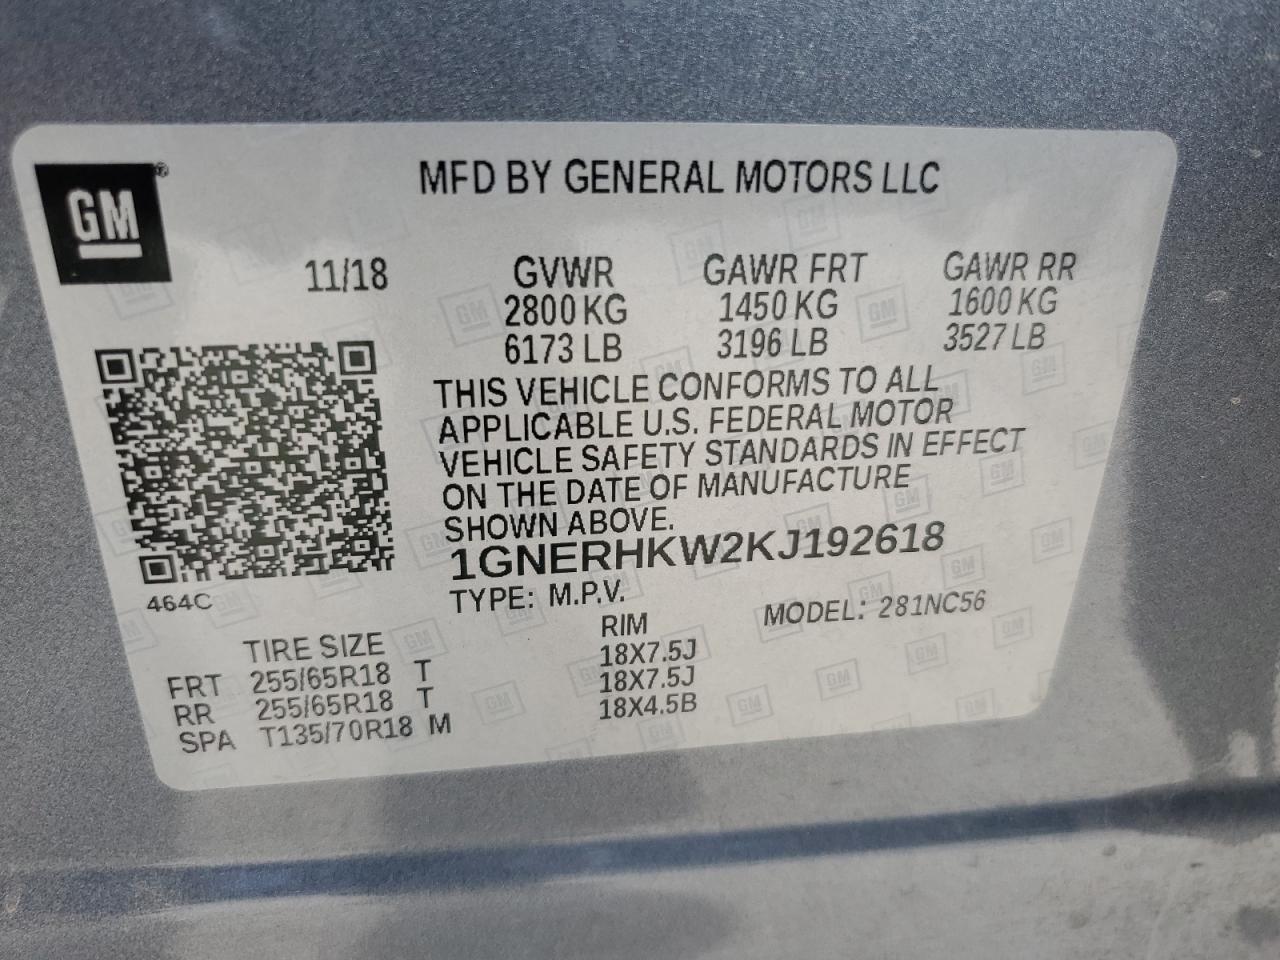 GM®
MFD BY GENERAL MOTORS LLC
11/18 GVWR GAWR FRT GAWR RR
2800 KG 1450 KG 1600 KG
6173 LB 3196 LB 3527 LB
THIS VEHICLE CONFORMS TO ALL
APPLICABLE U.S. FEDERAL MOTOR
VEHICLE SAFETY STANDARDS IN EFFECT
ON THE DATE OF MANUFACTURE
SHOWN ABOVE.
1GNERHKW2KJ192618
464C
TYPE: M.P.V. MODEL: 281NC56
TIRE SIZE RIM
FRT 255/65R18 T 18X7.5J
RR 255/65R18 T 18X7.5J
SPA T135/70R18 M 18X4.5B